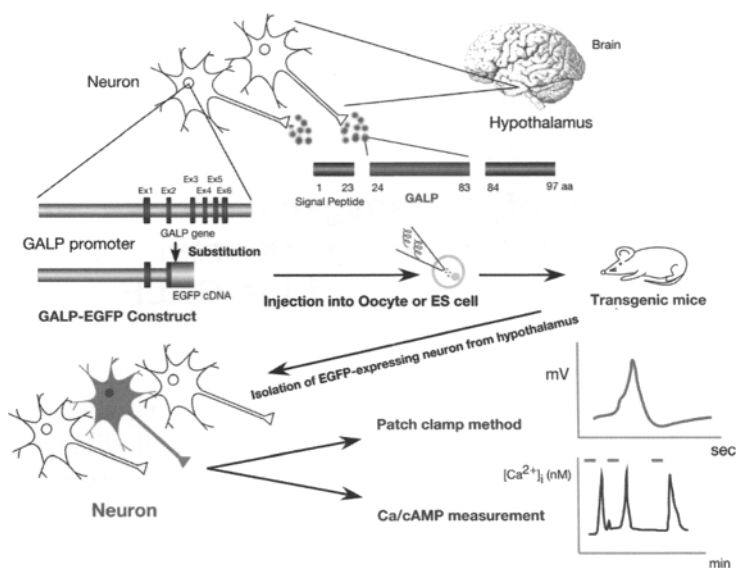 Brain
Neuron
Hypothalamus
Ex3 Ex5
Ex1 Ex2 Ex4 Ex6
1 23 24 83 84 97 aa
Signal Peptide GALP
GALP gene
GALP promoter
Substitution
EGFP cDNA
GALP-EGFP Construct
Injection into Oocyte or ES cell
Transgenic mice
Isolation of EGFP-expressing neuron from hypothalamus
mV
Patch clamp method
sec
[Ca²⁺]i (nM)
Neuron
Ca/cAMP measurement
min